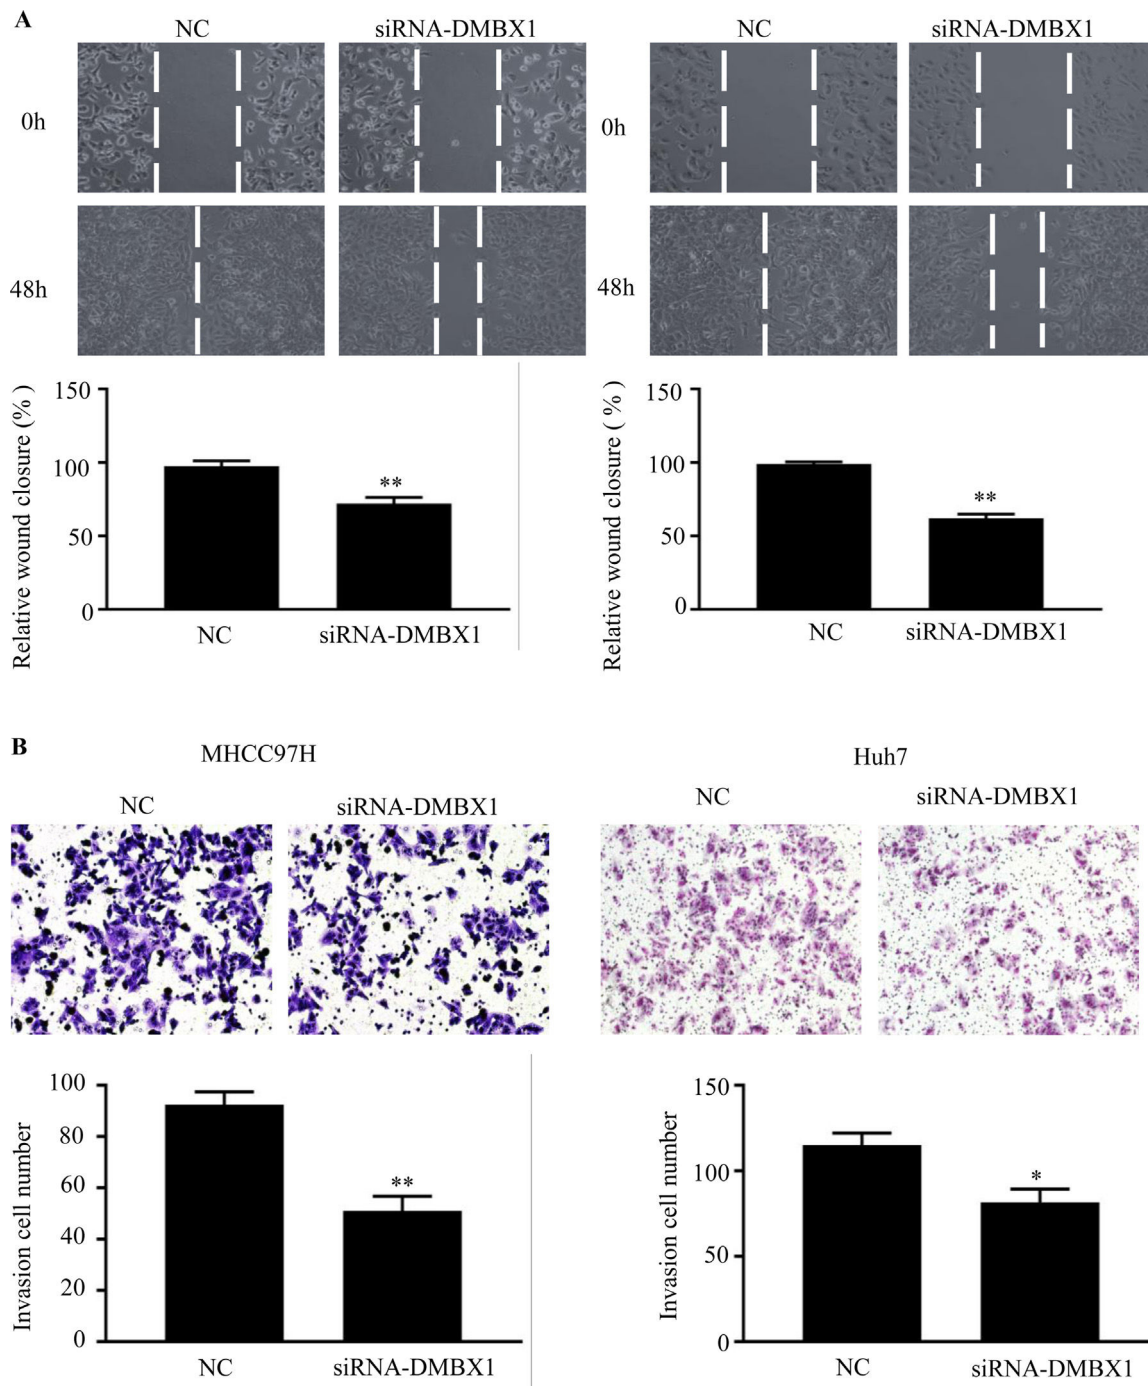 A
NC siRNA-DMBX1 NC siRNA-DMBX1
0h 0h
48h 48h
Relative wound closure (% )
150
100
50
0
**
NC siRNA-DMBX1
Relative wound closure ( % )
150
100
50
0
**
NC siRNA-DMBX1
B
MHCC97H Huh7
NC siRNA-DMBX1 NC siRNA-DMBX1
Invasion cell number
100
80
60
40
20
0
**
NC siRNA-DMBX1
Invasion cell number
150
100
50
0
*
NC siRNA-DMBX1